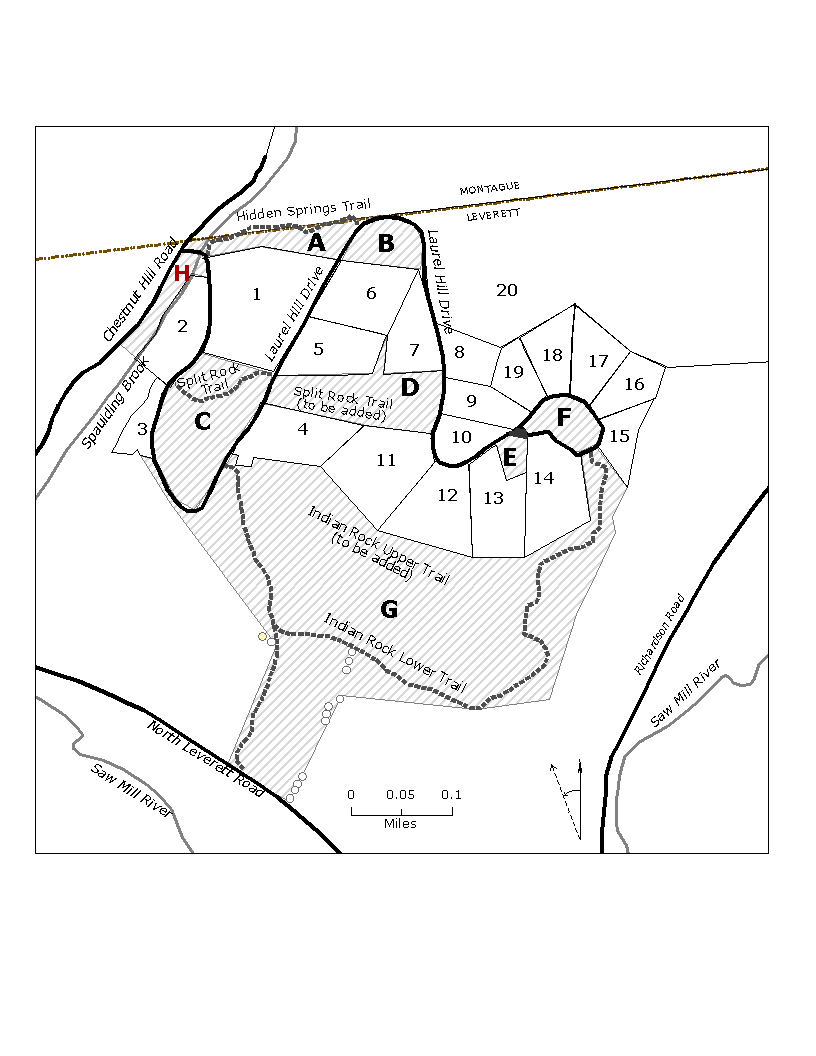 MONTAGUE
LEVERETT
Hidden Springs Trail
A
B
Chestnut Hill Road
H
Laurel Hill Drive
Laurel Hill Drive
1
6
20
2
5
7
8
19
18
17
16
Spaulding Brook
Split Rock
Trail
D
Split Rock Trail
(to be added)
9
C
F
3
4
10
15
11
E
12
13
14
Indian Rock Upper Trail
(to be added)
G
Indian Rock Lower Trail
Richardson Road
Saw Mill River
North Leverett Road
Saw Mill River
0 0.05 0.1
Miles